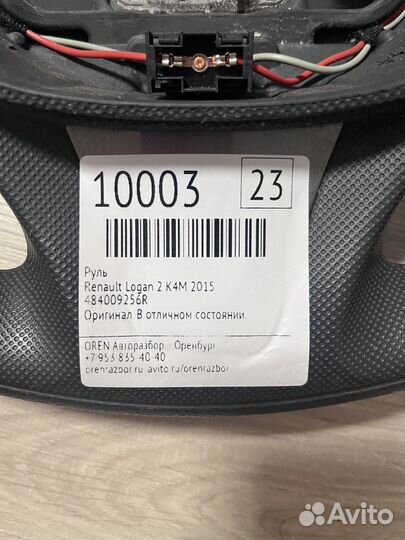 10003 23
Руль
Renault Logan 2 K4M 2015
484009256R
Оригинал В отличном состоянии
OREN Авторазбор г Оренбург
+7 953 835-40-40
orenrazbor.ru avito.ru/orenrazbor
Avito